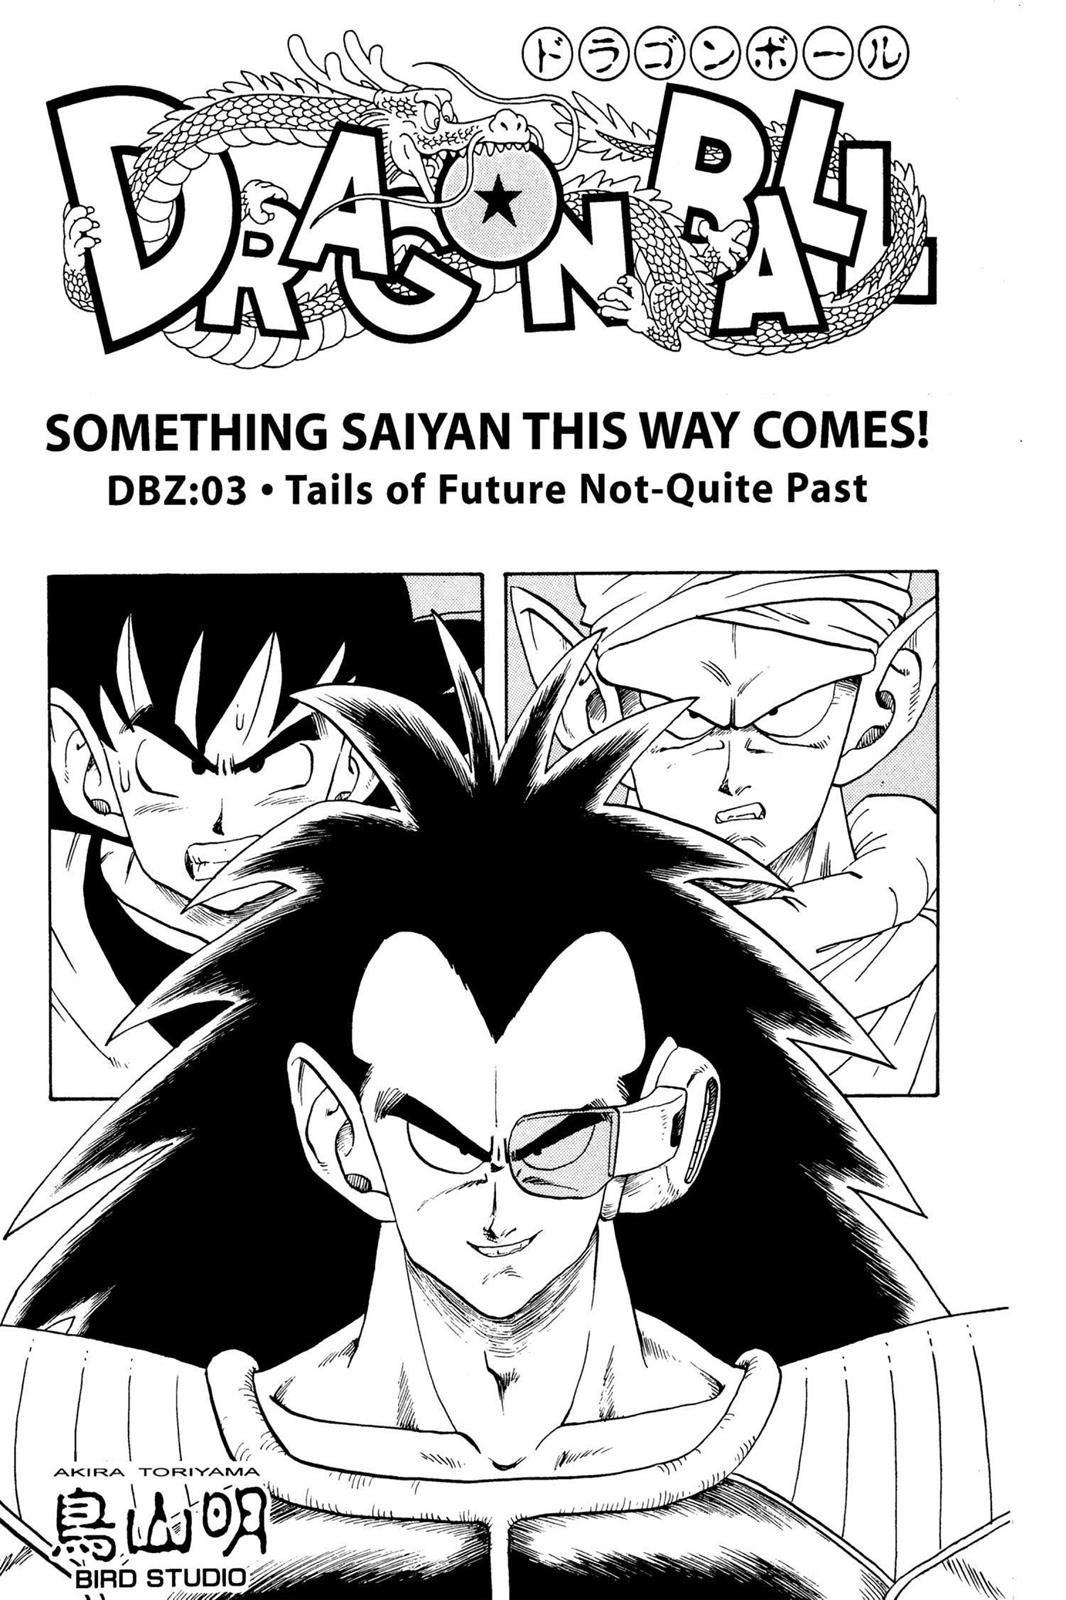 ドラゴンボール
DRAGON BALL
SOMETHING SAIYAN THIS WAY COMES!
DBZ:03 • Tails of Future Not-Quite Past
AKIRA TORIYAMA
鳥山明
BIRD STUDIO